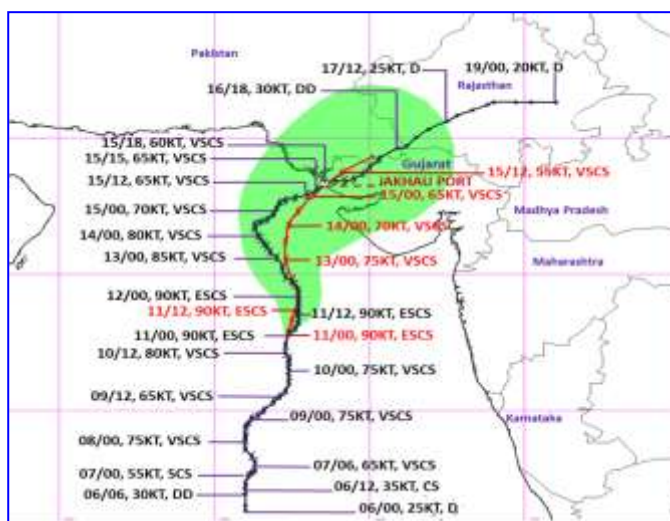 Pakistan
17/12, 25KT, D
19/00, 20KT, D
16/18, 30KT, DD
Rajasthan
15/18, 60KT, VSCS
15/15, 65KT, VSCS
Gujarat
15/12, 55KT, VSCS
15/12, 65KT, VSCS
JAKHAU PORT
15/00, 65KT, VSCS
15/00, 70KT, VSCS
Madhya Pradesh
14/00, 70KT, VSCS
14/00, 80KT, VSCS
13/00, 85KT, VSCS
13/00, 75KT, VSCS
Maharashtra
12/00, 90KT, ESCS
11/12, 90KT, ESCS
11/12, 90KT, ESCS
11/00, 90KT, ESCS
11/00, 90KT, ESCS
10/12, 80KT, VSCS
10/00, 75KT, VSCS
09/12, 65KT, VSCS
09/00, 75KT, VSCS
Karnataka
08/00, 75KT, VSCS
07/06, 65KT, VSCS
07/00, 55KT, SCS
06/12, 35KT, CS
06/06, 30KT, DD
06/00, 25KT, D